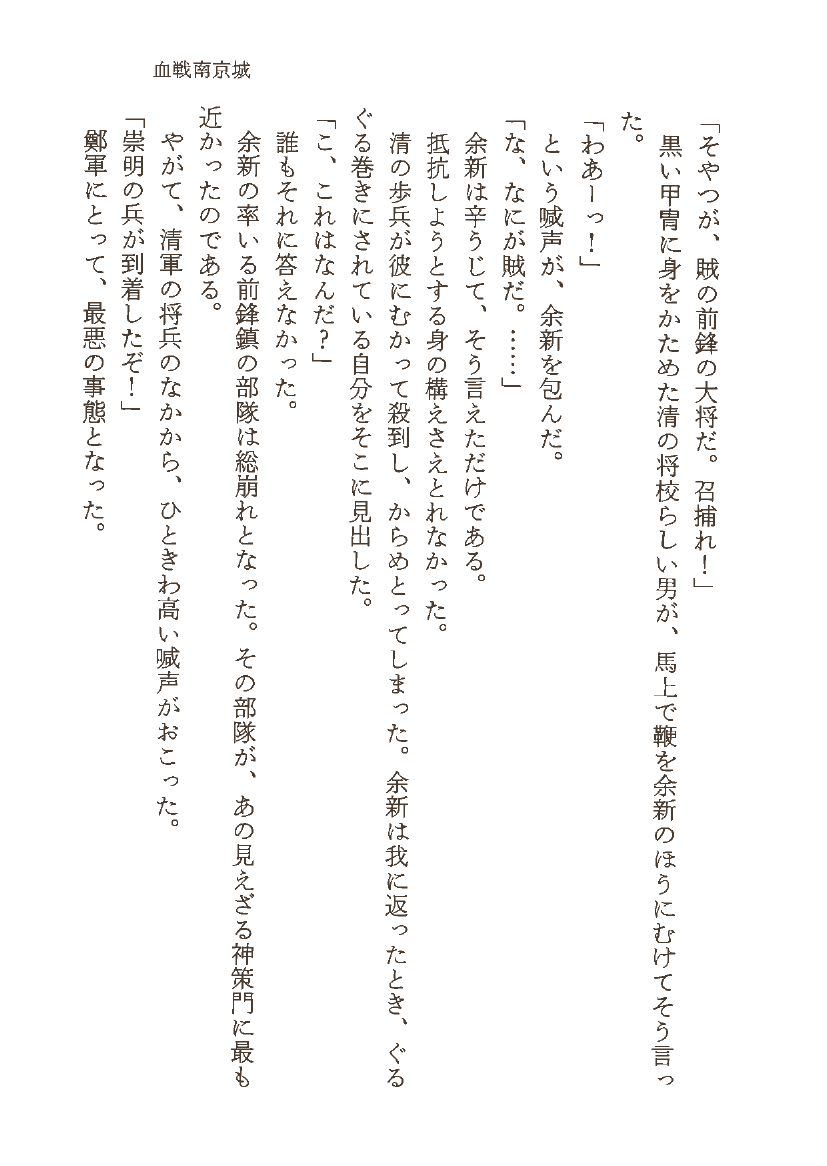 血戦南京城
「そやつが、賊の前鋒の大将だ。召捕れ！」
黒い甲冑に身をかためた清の将校らしい男が、馬上で鞭を余新のほうにむけてそう言っ
た。
「わあーっ！」
という喊声が、余新を包んだ。
「な、なにが賊だ。……」
余新は辛うじて、そう言えただけである。
抵抗しようとする身の構えさえとれなかった。
清の歩兵が彼にむかって殺到し、からめとってしまった。余新は我に返ったとき、ぐる
ぐる巻きにされている自分をそこに見出した。
「こ、これはなんだ？」
誰もそれに答えなかった。
余新の率いる前鋒鎮の部隊は総崩れとなった。その部隊が、あの見えざる神策門に最も
近かったのである。
やがて、清軍の将兵のなかから、ひときわ高い喊声がおこった。
「崇明の兵が到着したぞ！」
鄭軍にとって、最悪の事態となった。